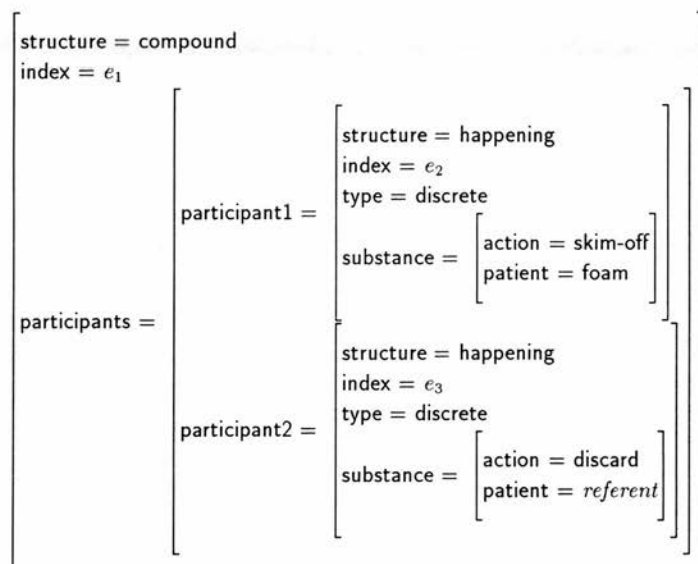 structure = compound
index = e₁
participants =
participant1 =
structure = happening
index = e₂
type = discrete
substance =
action = skim-off
patient = foam
participant2 =
structure = happening
index = e₃
type = discrete
substance =
action = discard
patient = referent